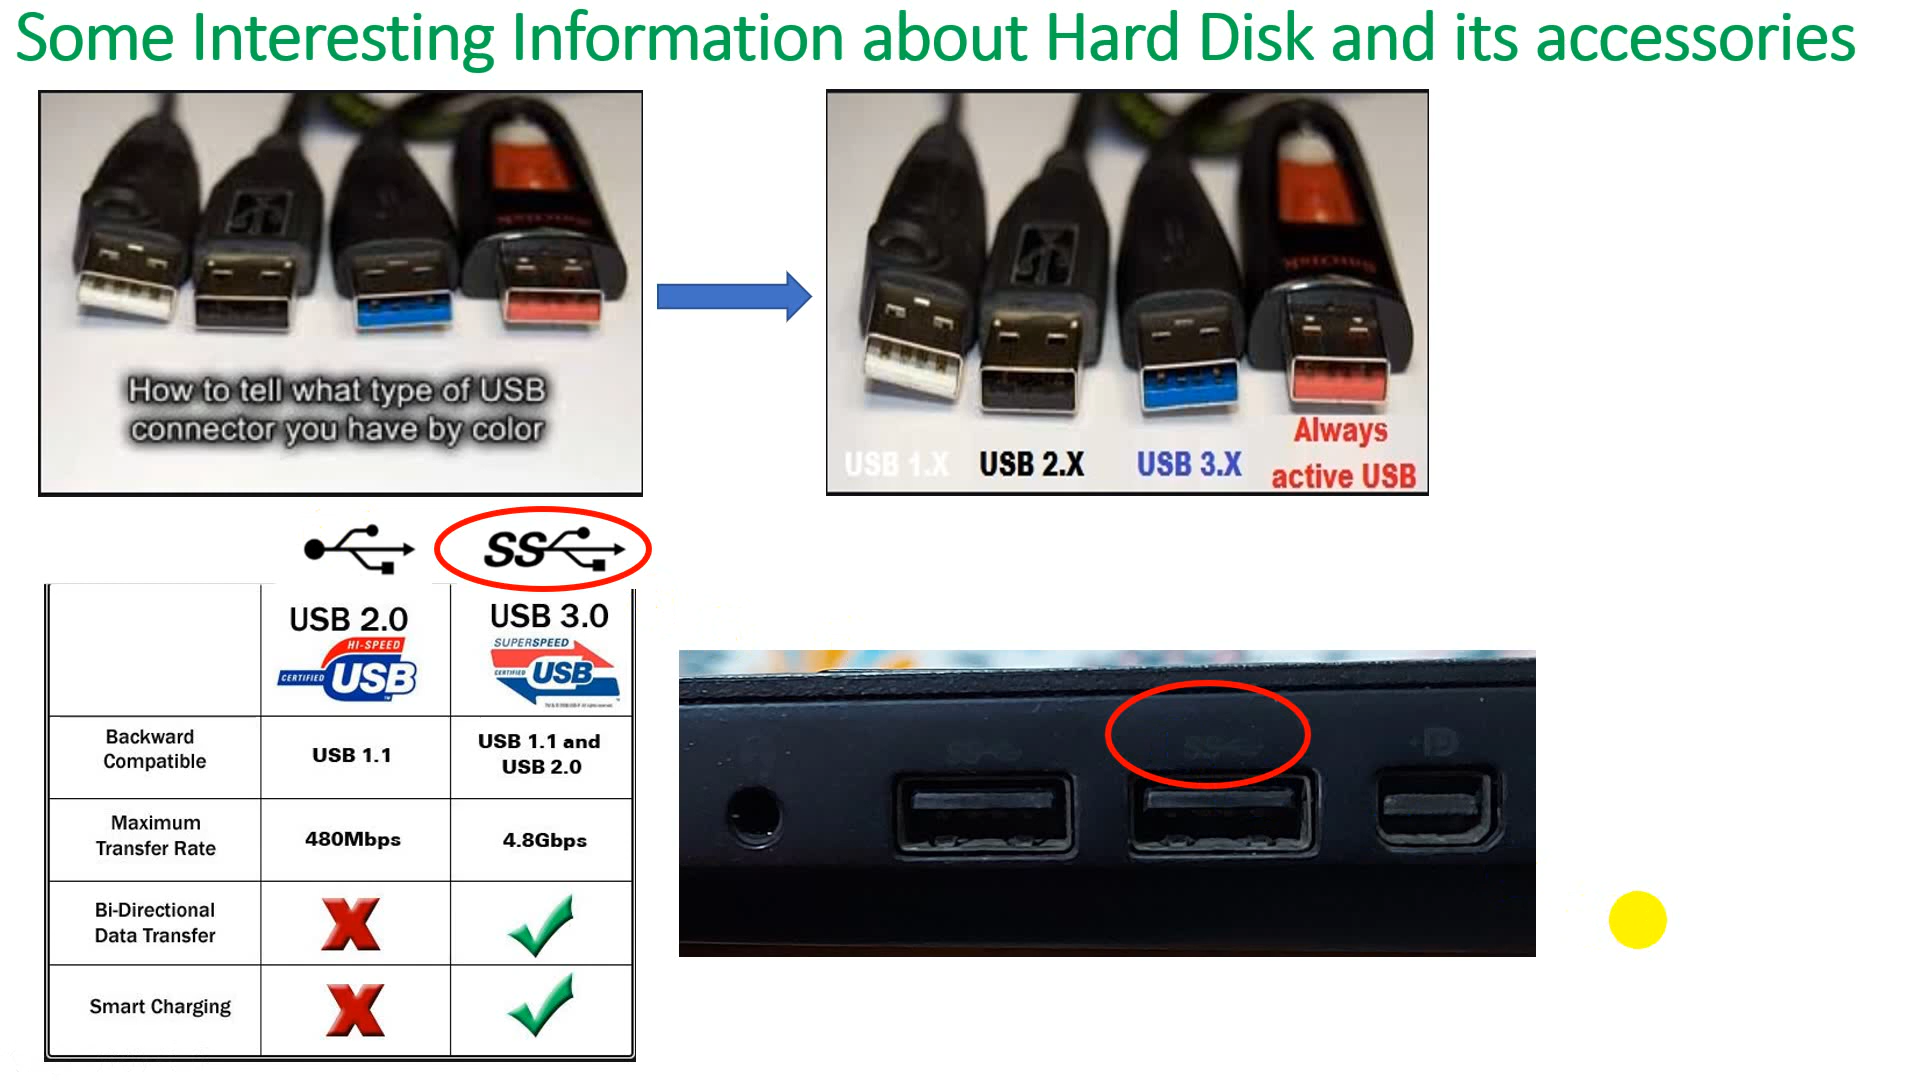 Some Interesting Information about Hard Disk and its accessories
How to tell what type of USB
connector you have by color
USB 1.X USB 2.X USB 3.X Always
active USB
SS
USB 2.0 USB 3.0
HI-SPEED
CERTIFIED USB
SUPERSPEED
CERTIFIED USB
Backward
Compatible
USB 1.1
USB 1.1 and
USB 2.0
Maximum
Transfer Rate
480Mbps
4.8Gbps
Bi-Directional
Data Transfer
Smart Charging
SS